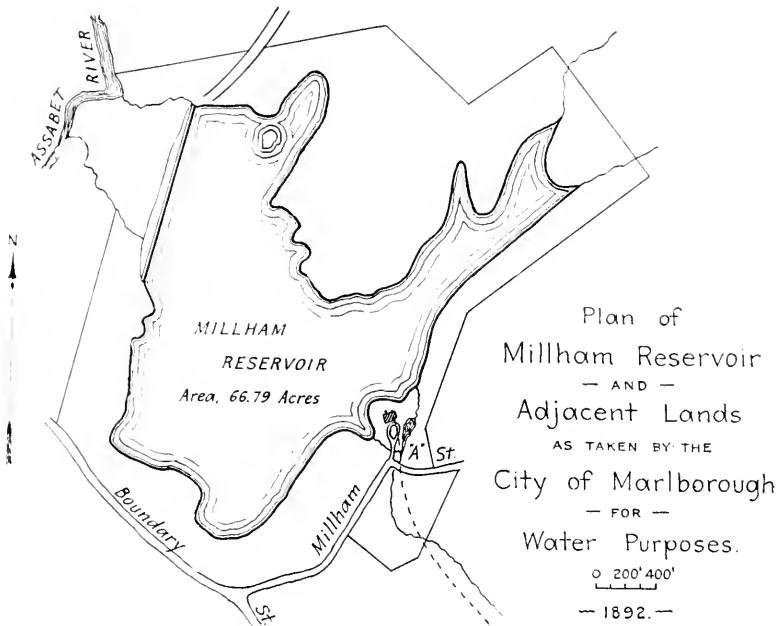 ASSABET RIVER
N
MILLHAM
RESERVOIR
Area, 66.79 Acres
"A"
Millham St.
Boundary St.
Plan of
Millham Reservoir
— AND —
Adjacent Lands
AS TAKEN BY THE
City of Marlborough
— FOR —
Water Purposes.
0 200' 400'
— 1892. —